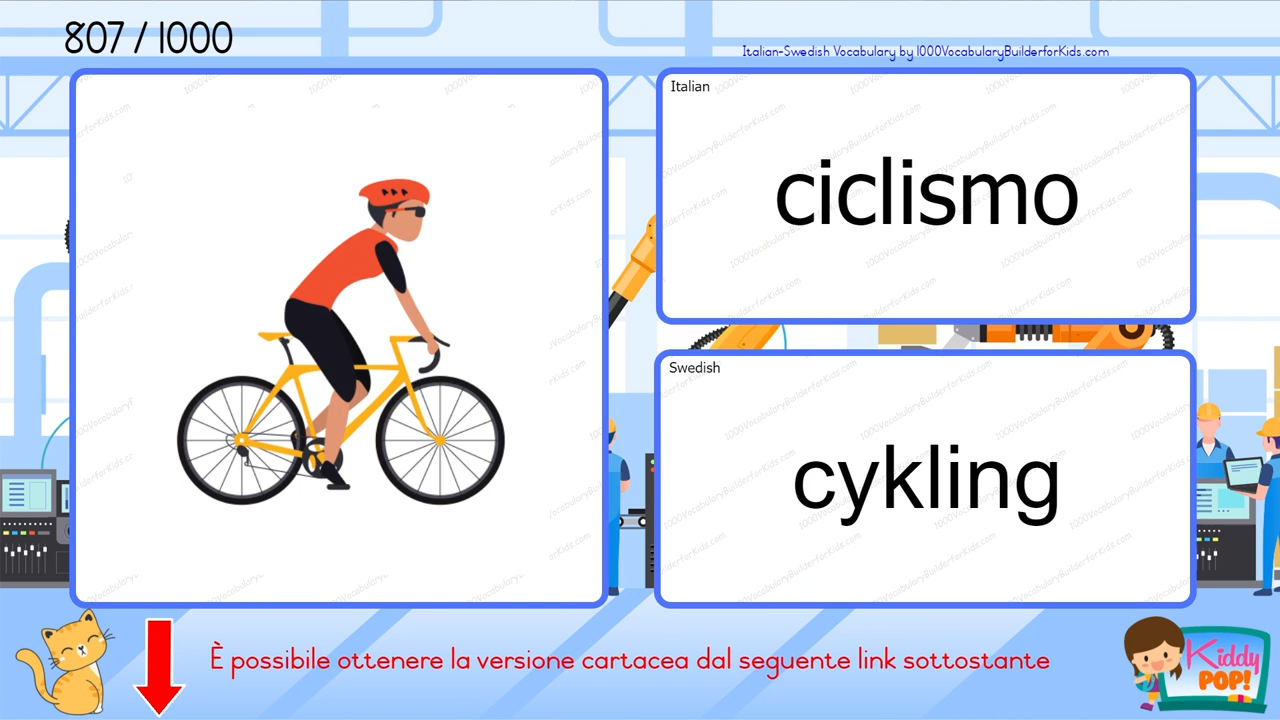 807 / 1000
Italian-Swedish Vocabulary by 1000VocabularyBuilderforKids.com
Italian
ciclismo
Swedish
cykling
È possibile ottenere la versione cartacea dal seguente link sottostante
Kiddy
POP!